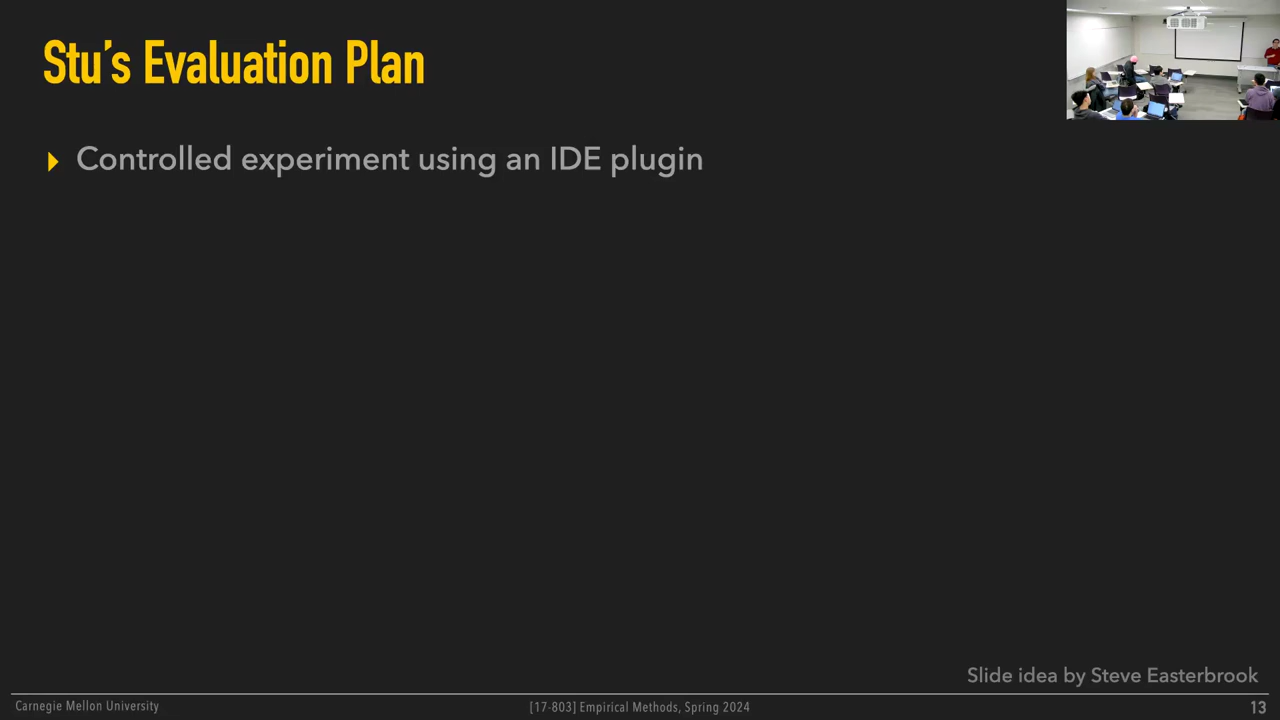 Stu’s Evaluation Plan
Controlled experiment using an IDE plugin
Slide idea by Steve Easterbrook
Carnegie Mellon University
[17-803] Empirical Methods, Spring 2024
13